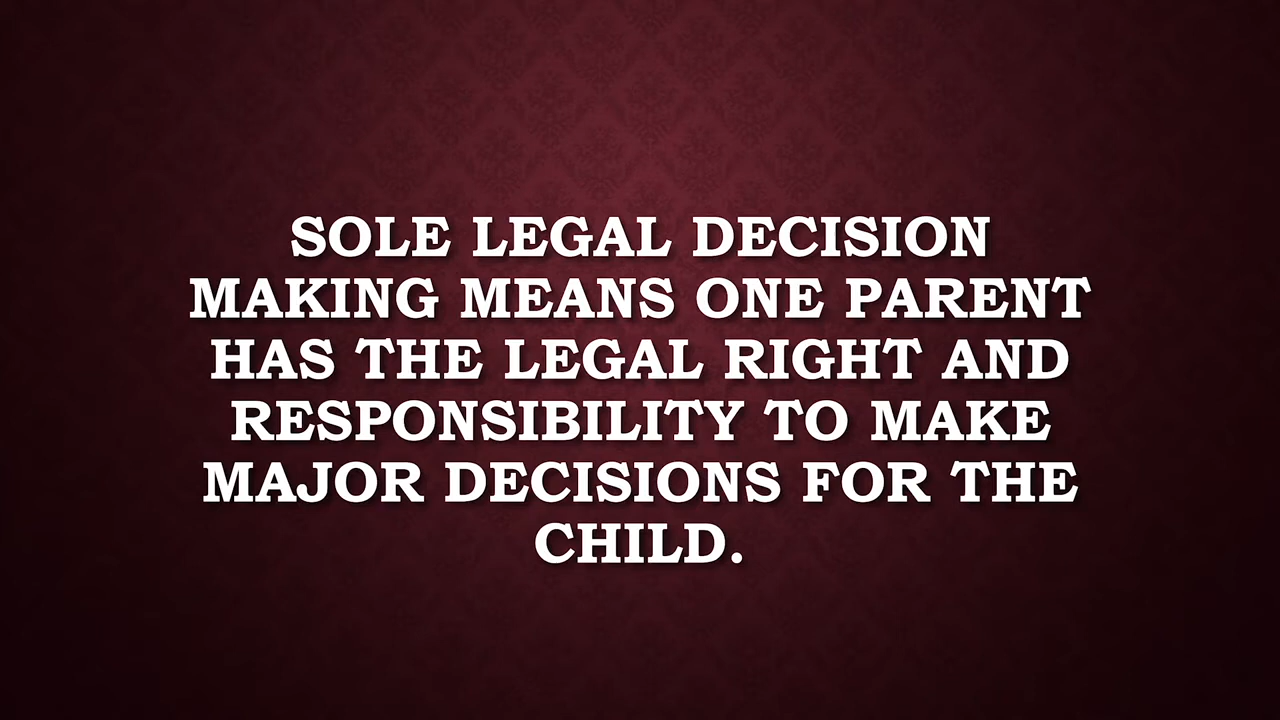 SOLE LEGAL DECISION
MAKING MEANS ONE PARENT
HAS THE LEGAL RIGHT AND
RESPONSIBILITY TO MAKE
MAJOR DECISIONS FOR THE
CHILD.